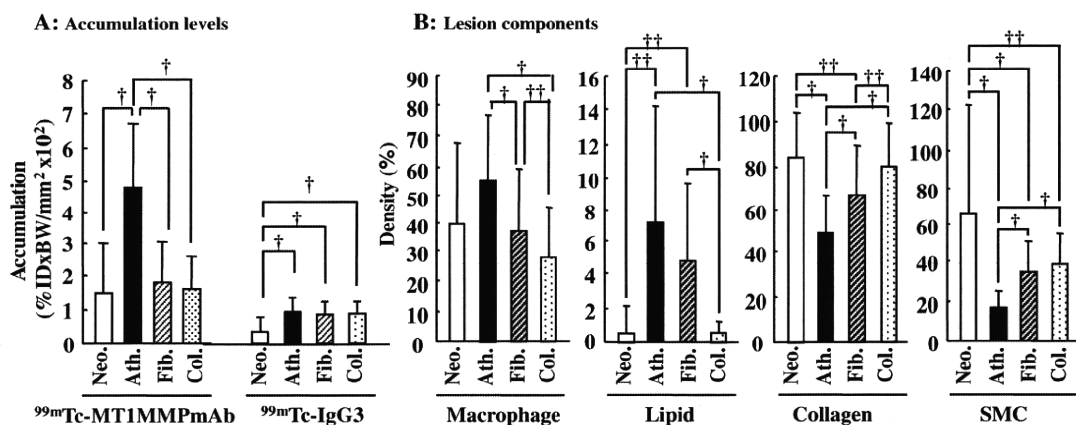 A: Accumulation levels
B: Lesion components
Accumulation
(%IDxBW/mm² x10²)
8
7
6
5
4
3
2
1
0
† † †
† † †
Neo. Ath. Fib. Col.
Neo. Ath. Fib. Col.
⁹⁹ᵐTc-MT1MMPmAb
⁹⁹ᵐTc-IgG3
Density (%)
90
80
70
60
50
40
30
20
10
0
† † ††
Neo. Ath. Fib. Col.
Macrophage
16
14
12
10
8
6
4
2
0
†† †† † †
Neo. Ath. Fib. Col.
Lipid
120
100
80
60
40
20
0
†† †† † † †
Neo. Ath. Fib. Col.
Collagen
140
120
100
80
60
40
20
0
†† † † † †
Neo. Ath. Fib. Col.
SMC